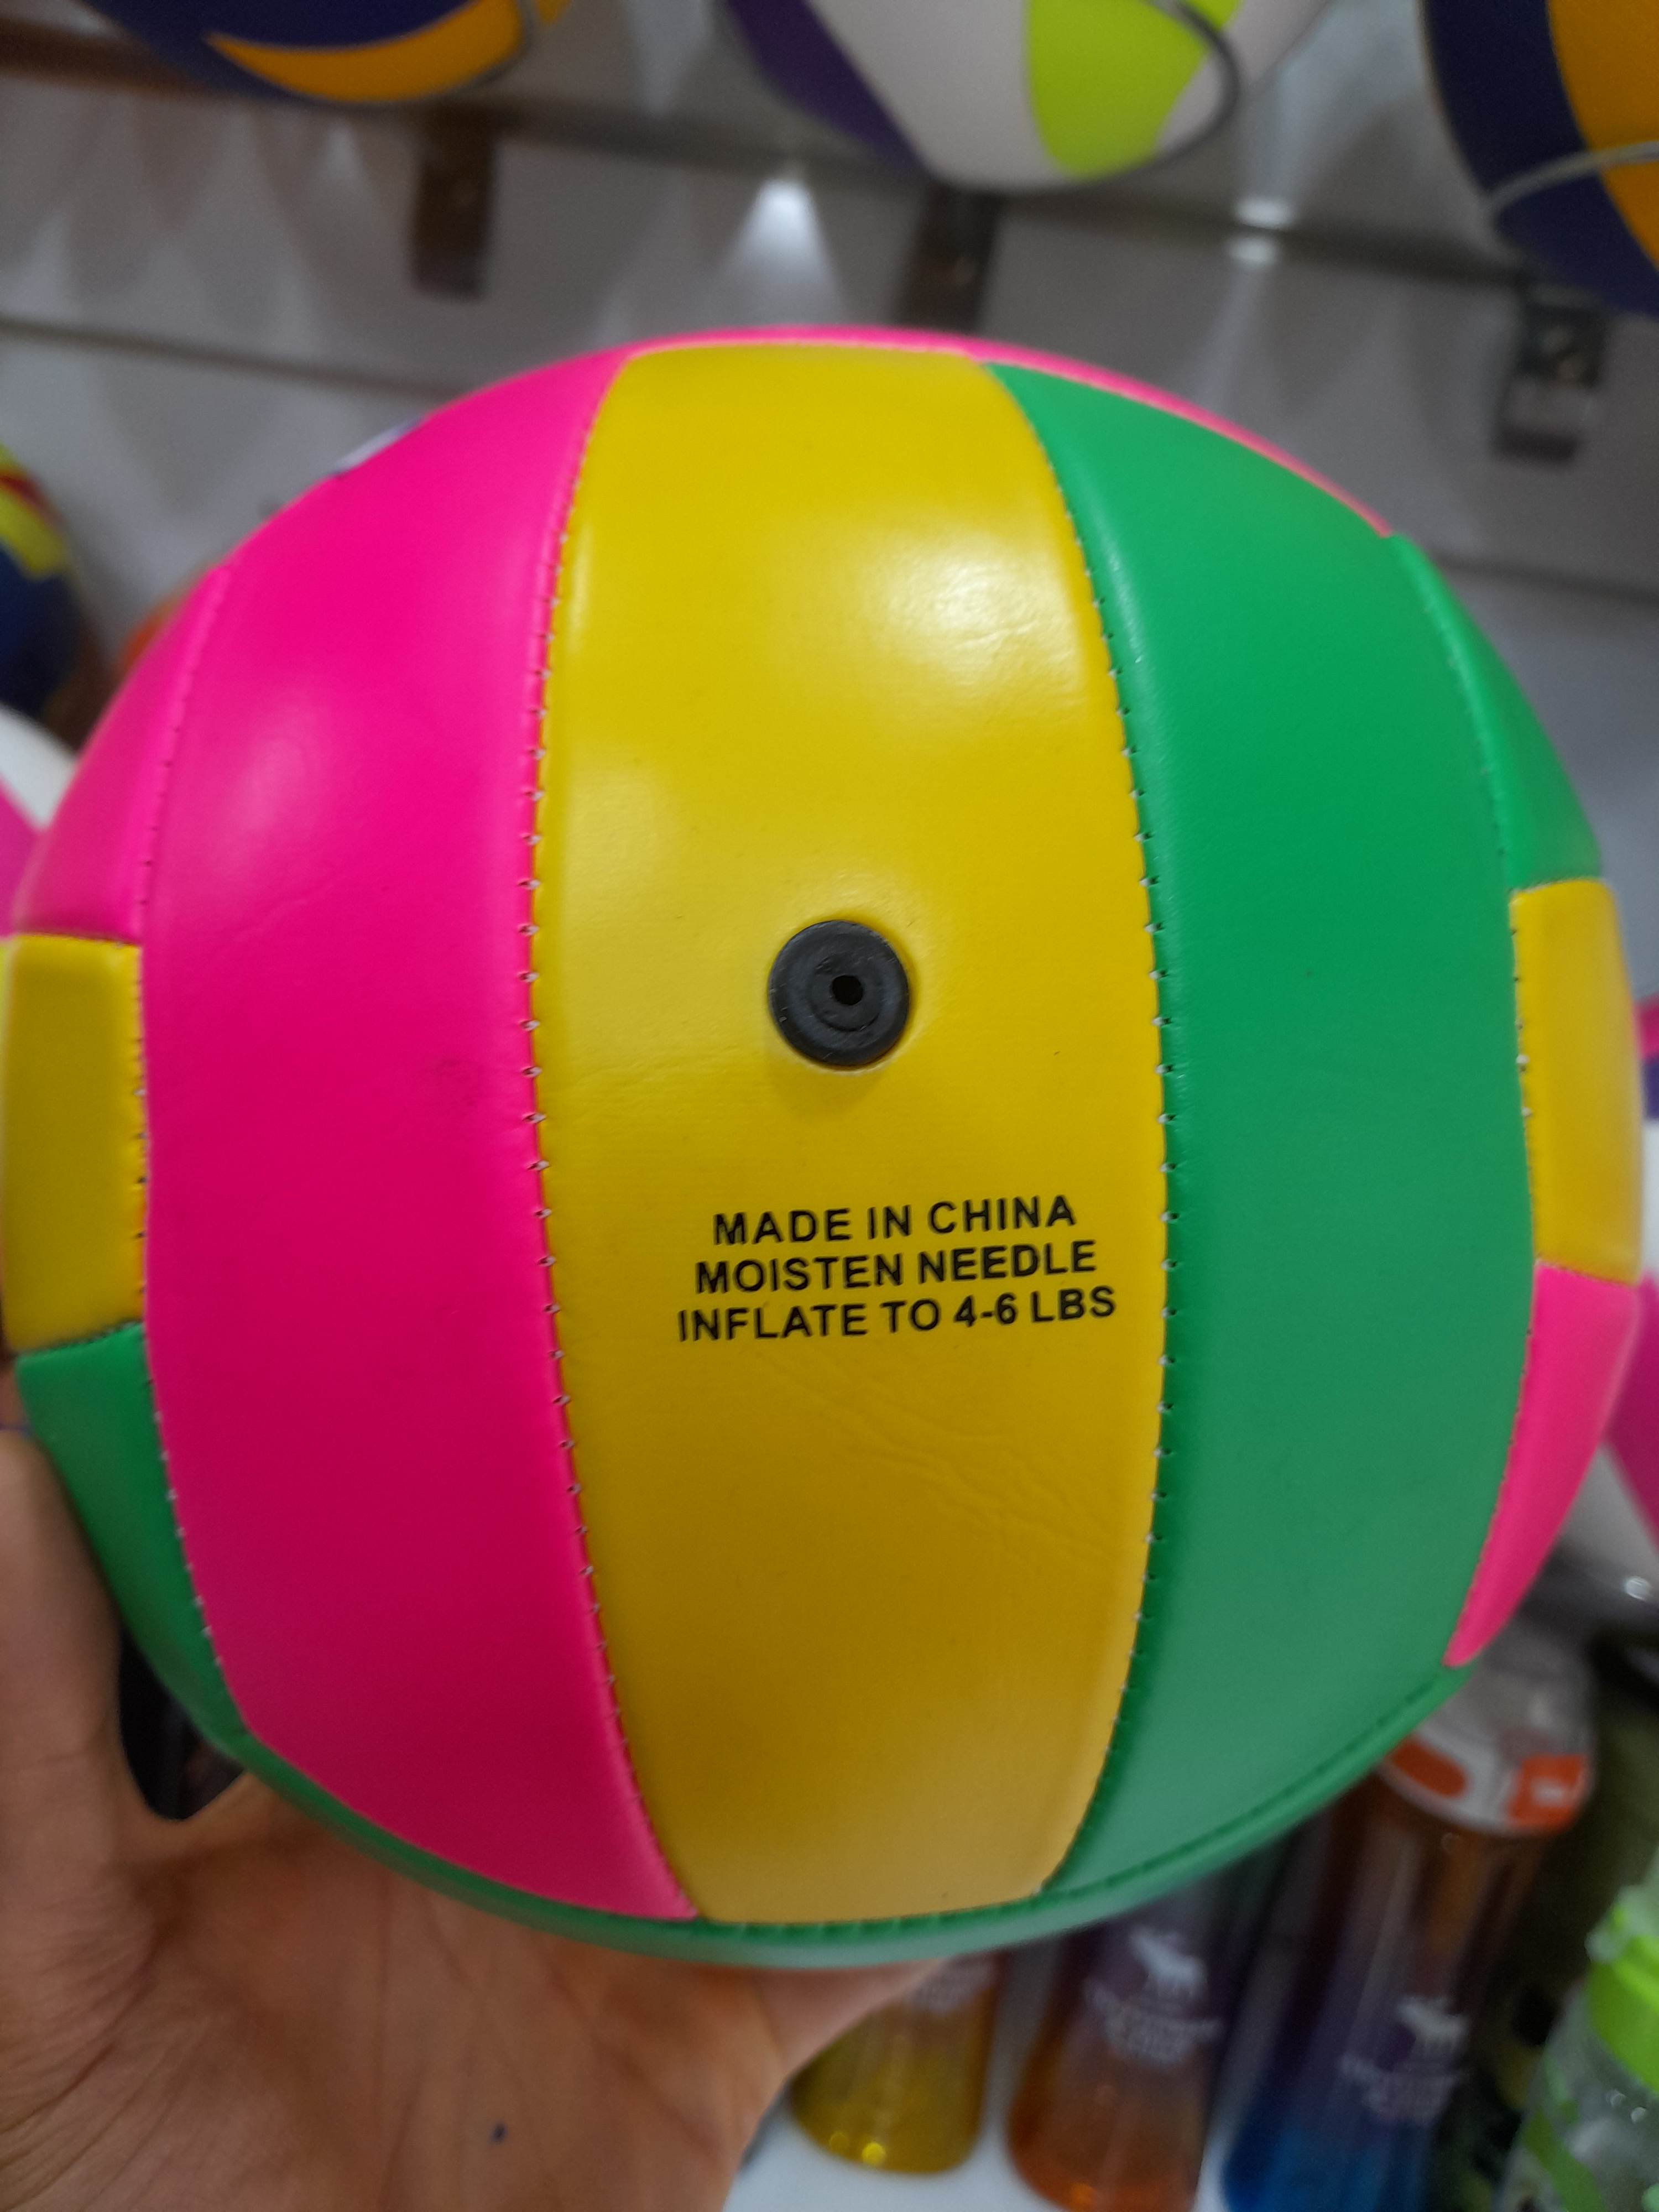 MADE IN CHINA
MOISTEN NEEDLE
INFLATE TO 4-6 LBS